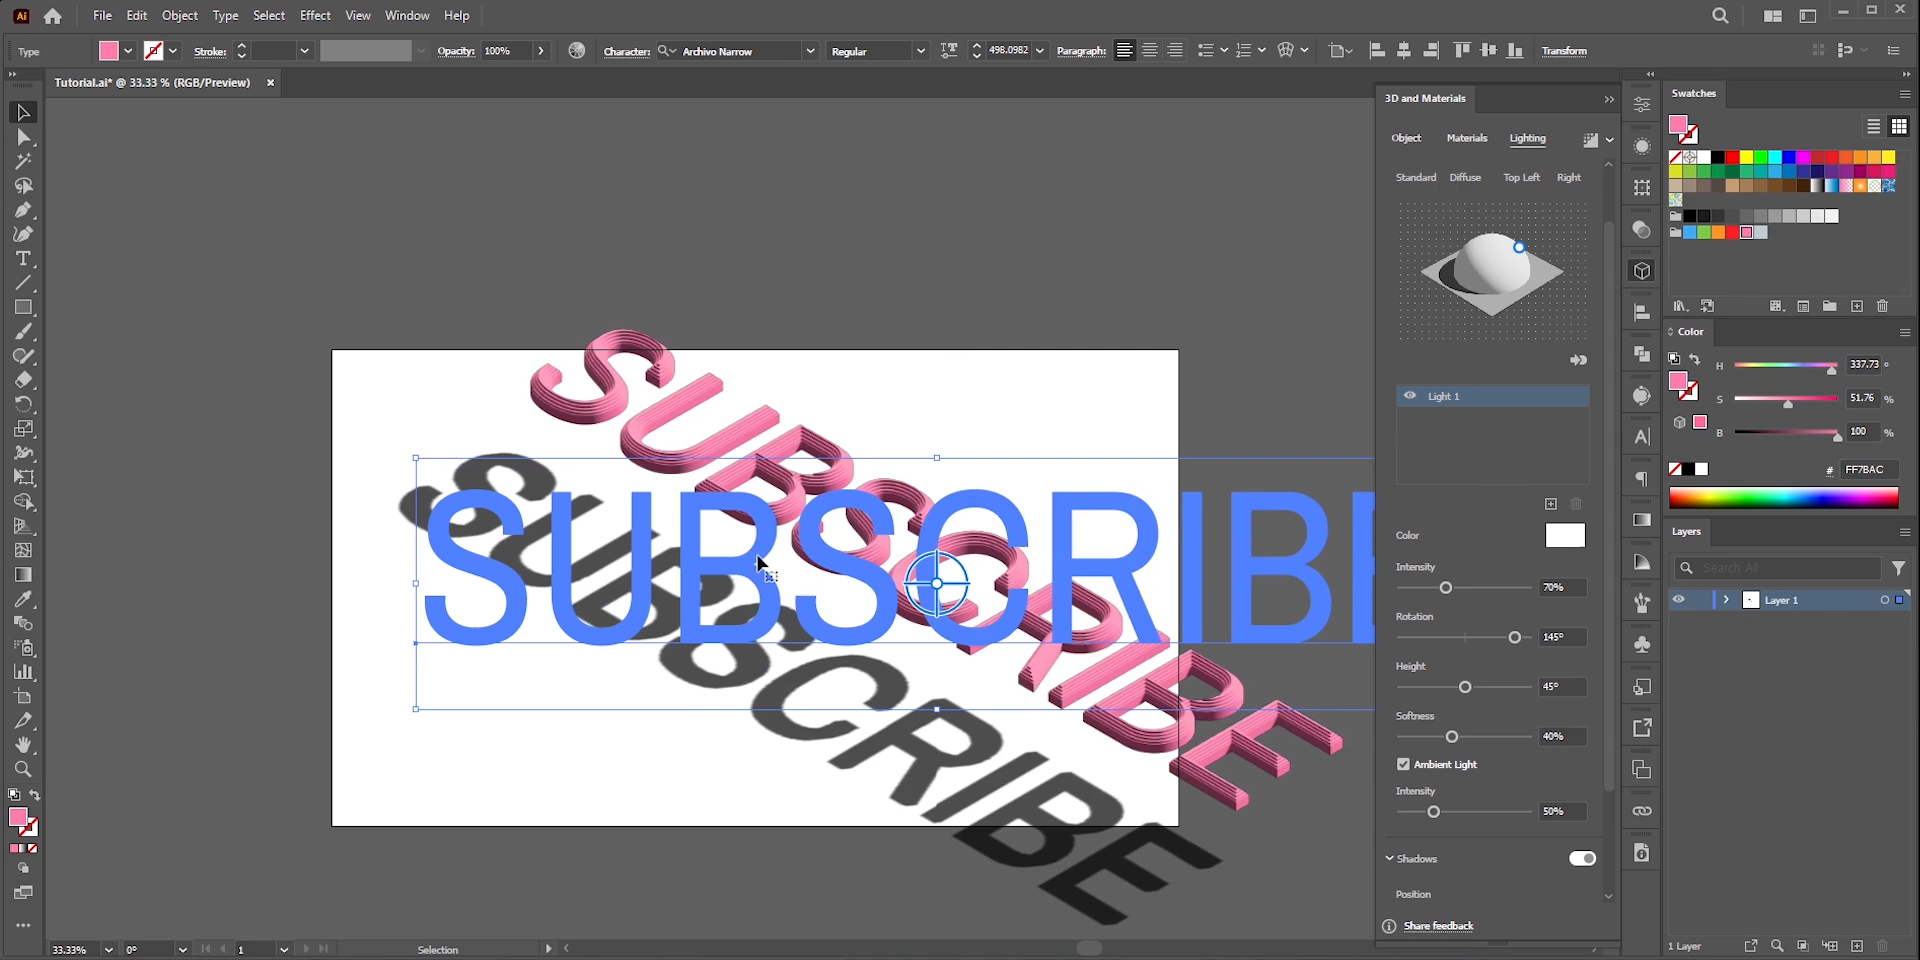 Ai File Edit Object Type Select Effect View Window Help
Type Stroke: Opacity: 100% Character: Archivo Narrow Regular 498.0982 Paragraph: Transform
Tutorial.ai* @ 33.33 % (RGB/Preview)
3D and Materials
Object Materials Lighting
Standard Diffuse Top Left Right
Light 1
Color
Intensity
70%
Rotation
145°
Height
45°
Softness
40%
Ambient Light
Intensity
50%
Shadows
Position
Share feedback
SUBSCRIBE
SUBSCRIBE
SUBSCRIBE
Swatches
Color
H 337.73 °
S 51.76 %
B 100 %
# FF7BAC
Layers
Search All
Layer 1
1 Layer
33.33% 0° 1 Selection